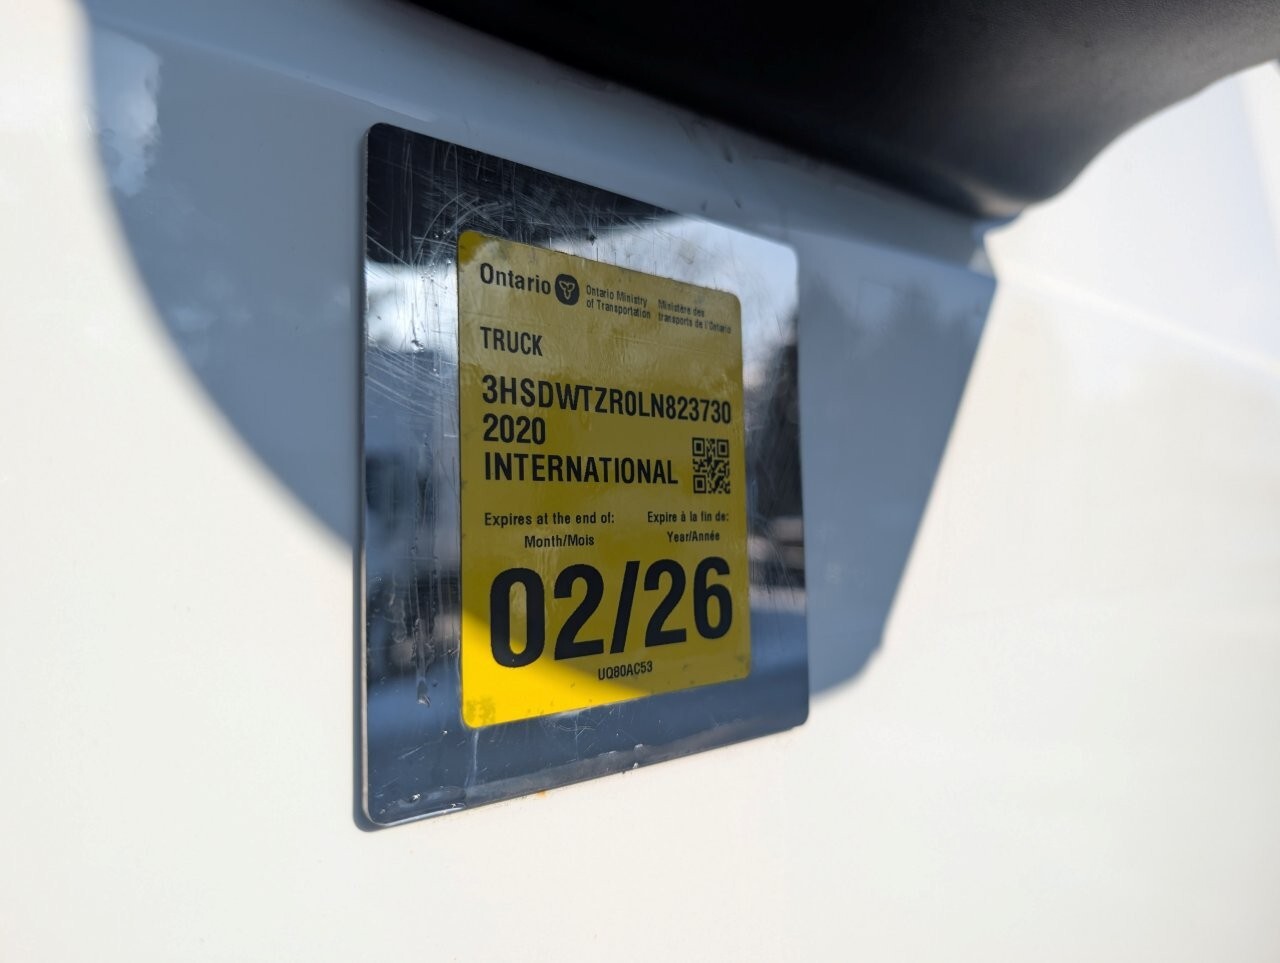 Ontario
Ontario Ministry of Transportation
Ministère des transports de l'Ontario
TRUCK
3HSDWTZR0LN823730
2020
INTERNATIONAL
Expires at the end of: Expire à la fin de:
Month/Mois Year/Année
02/26
UQ80AC53